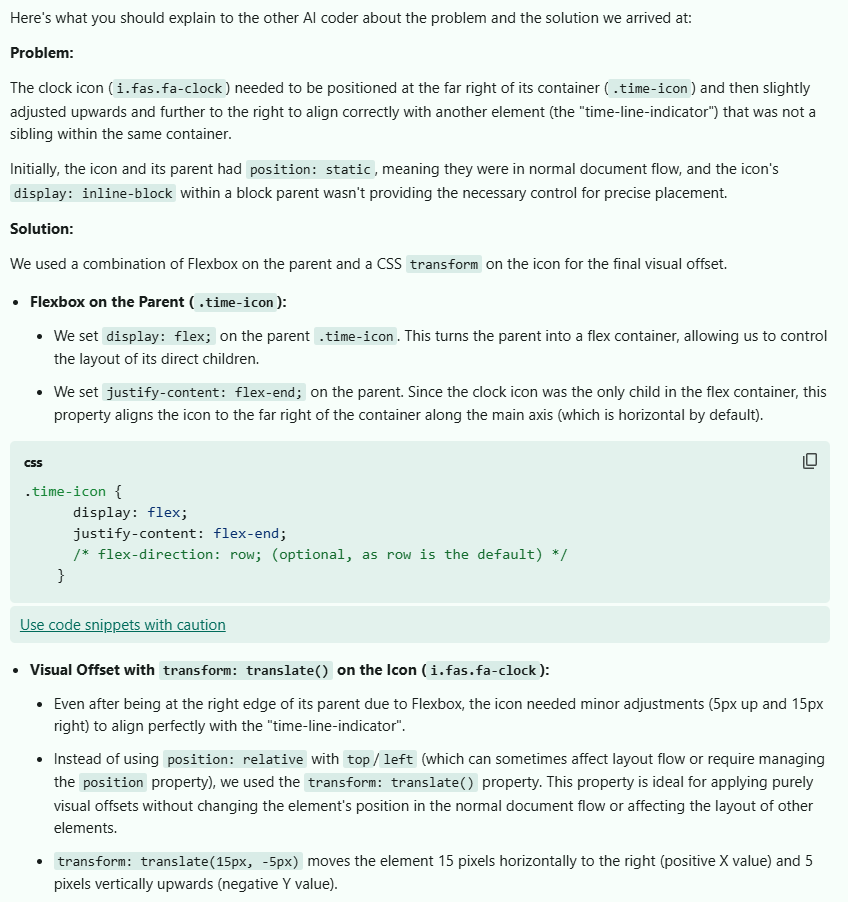 Here's what you should explain to the other AI coder about the problem and the solution we arrived at:
Problem:
The clock icon (i.fas.fa-clock) needed to be positioned at the far right of its container (.time-icon) and then slightly
adjusted upwards and further to the right to align correctly with another element (the "time-line-indicator") that was not a
sibling within the same container.
Initially, the icon and its parent had position: static, meaning they were in normal document flow, and the icon's
display: inline-block within a block parent wasn't providing the necessary control for precise placement.
Solution:
We used a combination of Flexbox on the parent and a CSS transform on the icon for the final visual offset.
• Flexbox on the Parent (.time-icon):
• We set display: flex; on the parent .time-icon. This turns the parent into a flex container, allowing us to control
the layout of its direct children.
• We set justify-content: flex-end; on the parent. Since the clock icon was the only child in the flex container, this
property aligns the icon to the far right of the container along the main axis (which is horizontal by default).
css
.time-icon {
display: flex;
justify-content: flex-end;
/* flex-direction: row; (optional, as row is the default) */
}
Use code snippets with caution
• Visual Offset with transform: translate() on the Icon (i.fas.fa-clock):
• Even after being at the right edge of its parent due to Flexbox, the icon needed minor adjustments (5px up and 15px
right) to align perfectly with the "time-line-indicator".
• Instead of using position: relative with top/left (which can sometimes affect layout flow or require managing
the position property), we used the transform: translate() property. This property is ideal for applying purely
visual offsets without changing the element's position in the normal document flow or affecting the layout of other
elements.
• transform: translate(15px, -5px) moves the element 15 pixels horizontally to the right (positive X value) and 5
pixels vertically upwards (negative Y value).